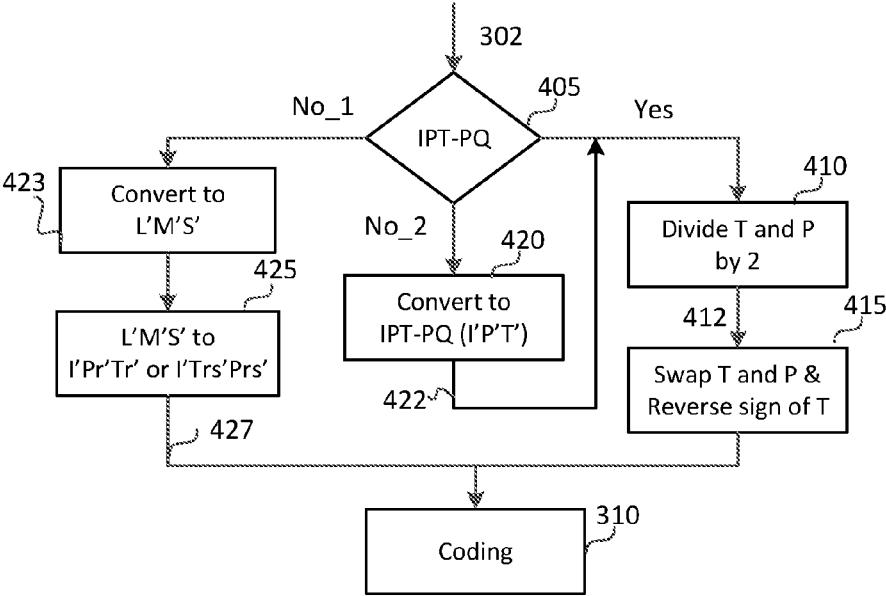 302
405
IPT-PQ
No_1
Yes
423
Convert to
L'M'S'
410
Divide T and P
by 2
No_2
420
Convert to
IPT-PQ (I'P'T')
425
L'M'S' to
I'Pr'Tr' or I'Trs'Prs'
412
415
Swap T and P &
Reverse sign of T
422
427
310
Coding